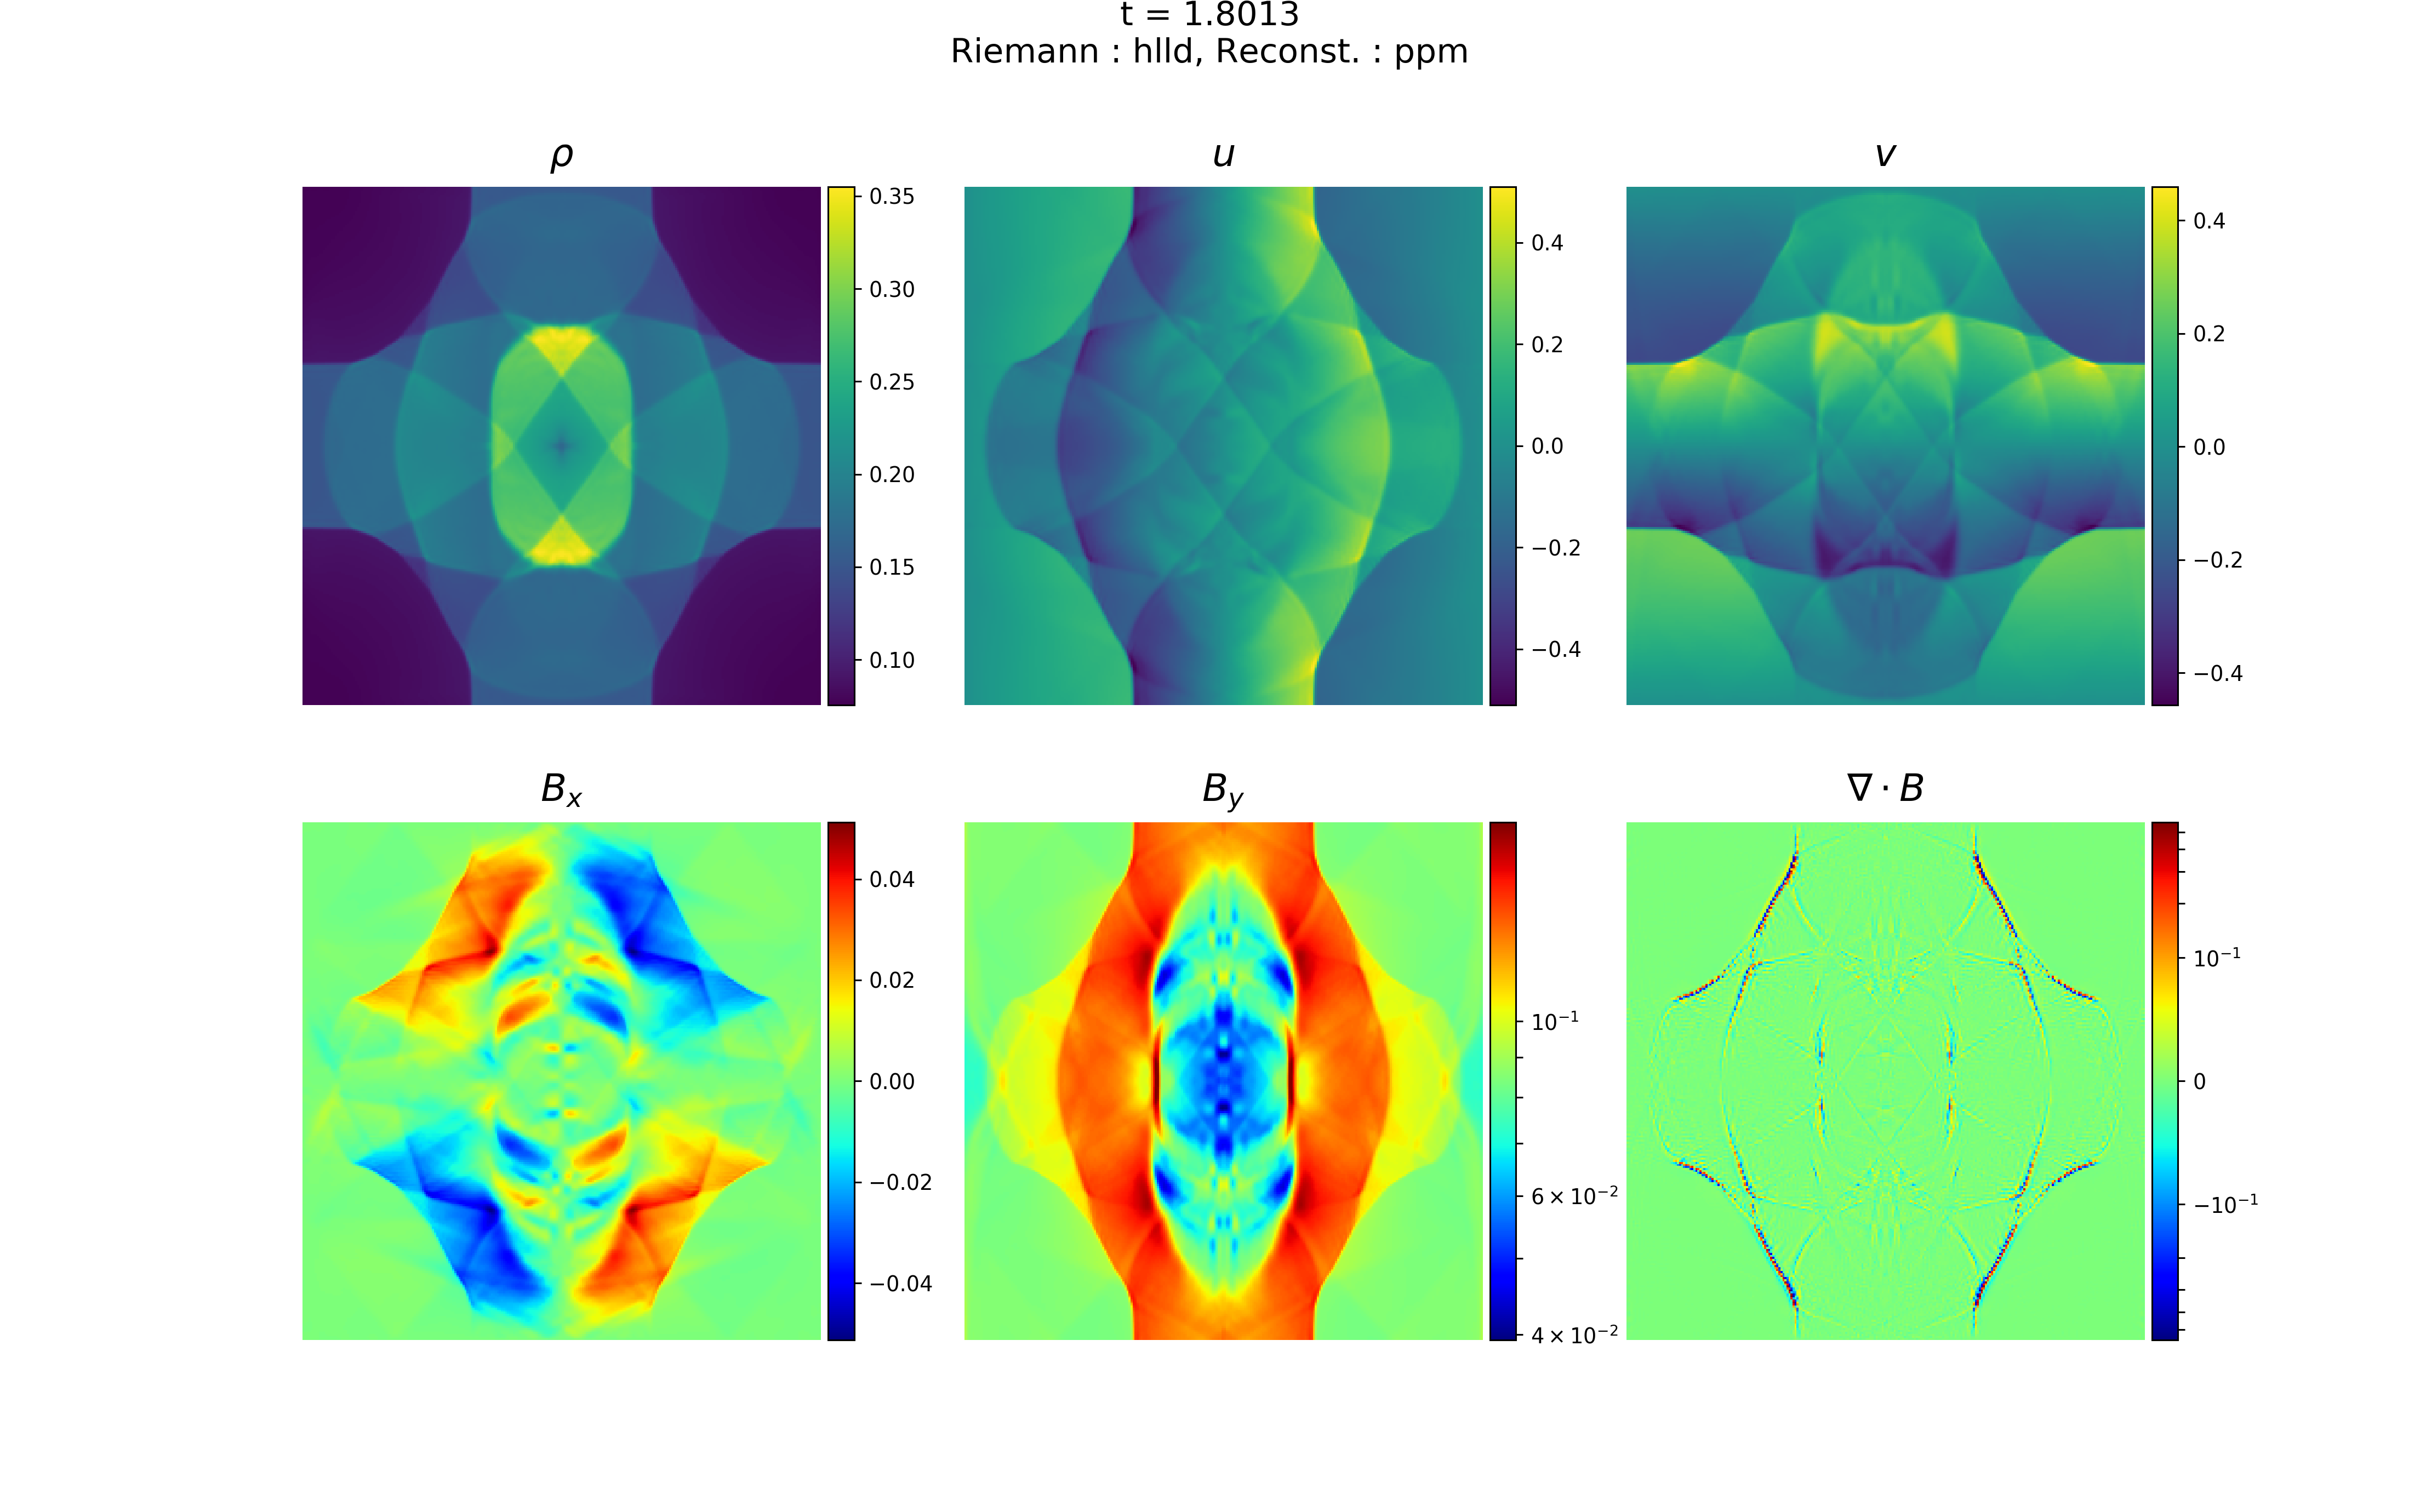 t = 1.8013
Riemann : hlld, Reconst. : ppm
ρ
0.35
0.30
0.25
0.20
0.15
0.10
u
0.4
0.2
0.0
−0.2
−0.4
v
0.4
0.2
0.0
−0.2
−0.4
Bₓ
0.04
0.02
0.00
−0.02
−0.04
B_y
10⁻¹
6 × 10⁻²
4 × 10⁻²
∇ · B
10⁻¹
0
−10⁻¹